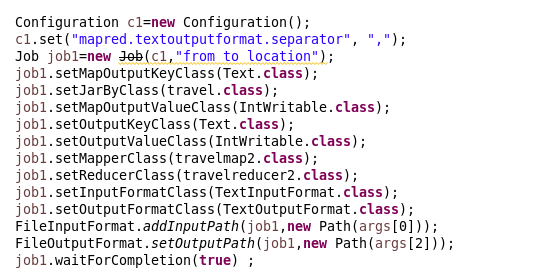 Configuration c1=new Configuration();
c1.set("mapred.textoutputformat.separator", ",");
Job job1=new Job(c1,"from to location");
job1.setMapOutputKeyClass(Text.class);
job1.setJarByClass(travel.class);
job1.setMapOutputValueClass(IntWritable.class);
job1.setOutputKeyClass(Text.class);
job1.setOutputValueClass(IntWritable.class);
job1.setMapperClass(travelmap2.class);
job1.setReducerClass(travelreducer2.class);
job1.setInputFormatClass(TextInputFormat.class);
job1.setOutputFormatClass(TextOutputFormat.class);
FileInputFormat.addInputPath(job1,new Path(args[0]));
FileOutputFormat.setOutputPath(job1,new Path(args[2]));
job1.waitForCompletion(true) ;